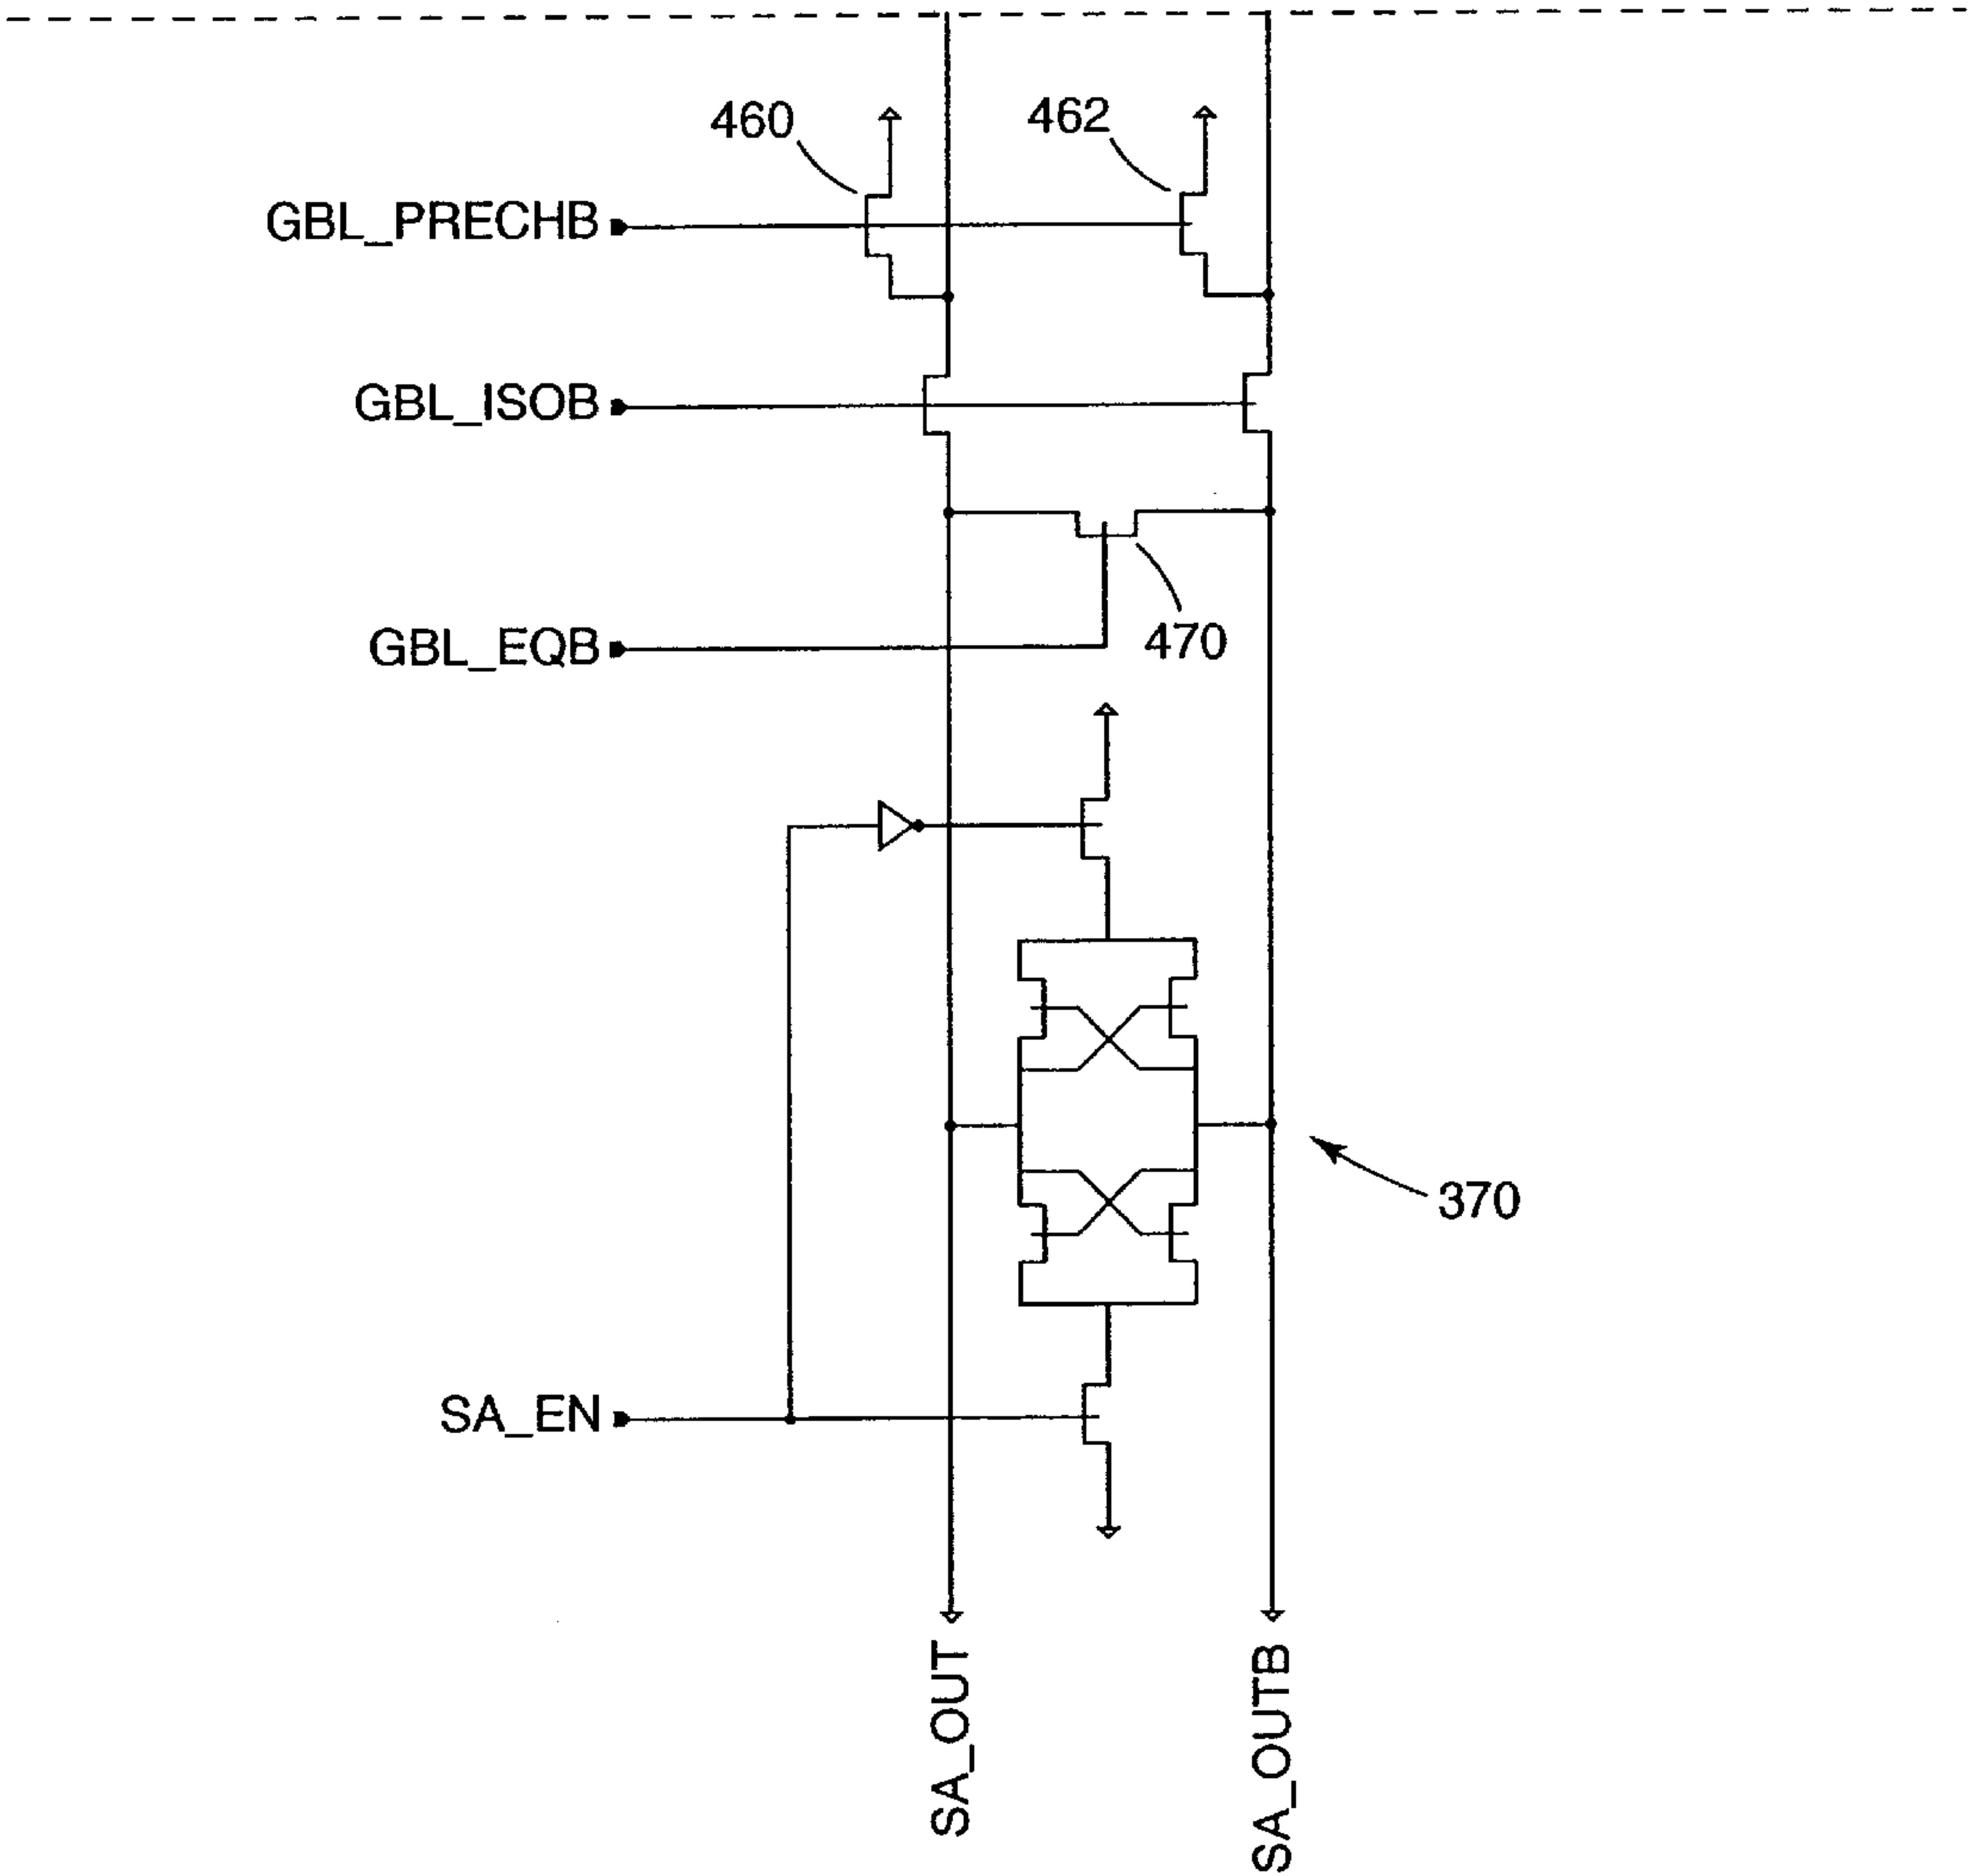 460
462
GBL_PRECHB
GBL_ISOB
GBL_EQB
470
370
SA_EN
SA_OUT
SA_OUTB